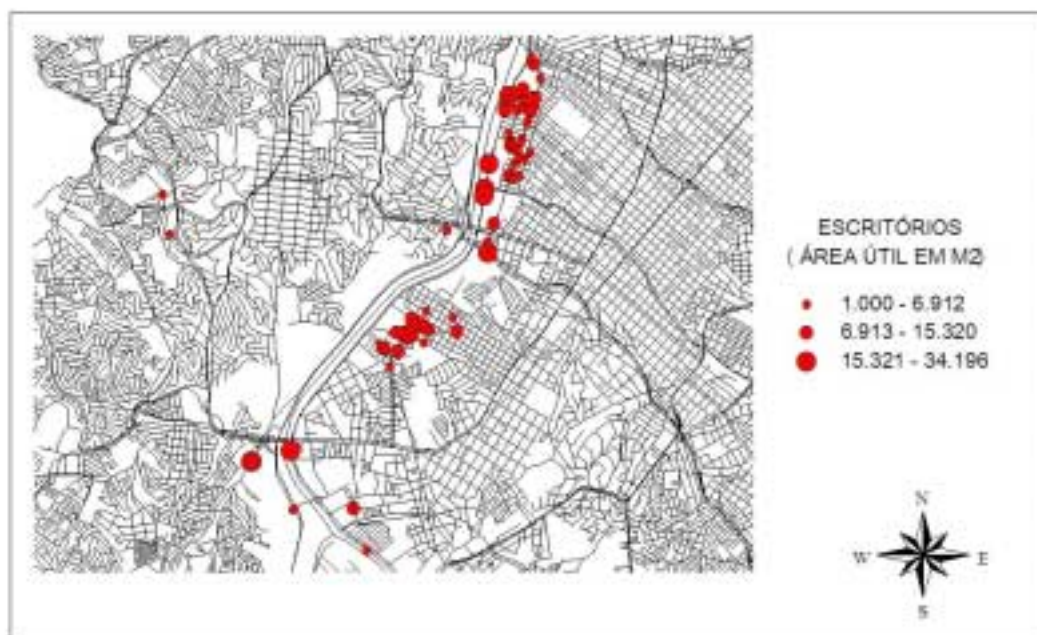 ESCRITÓRIOS
( ÁREA ÚTIL EM M2)
1.000 - 6.912
6.913 - 15.320
15.321 - 34.196
N
W E
S